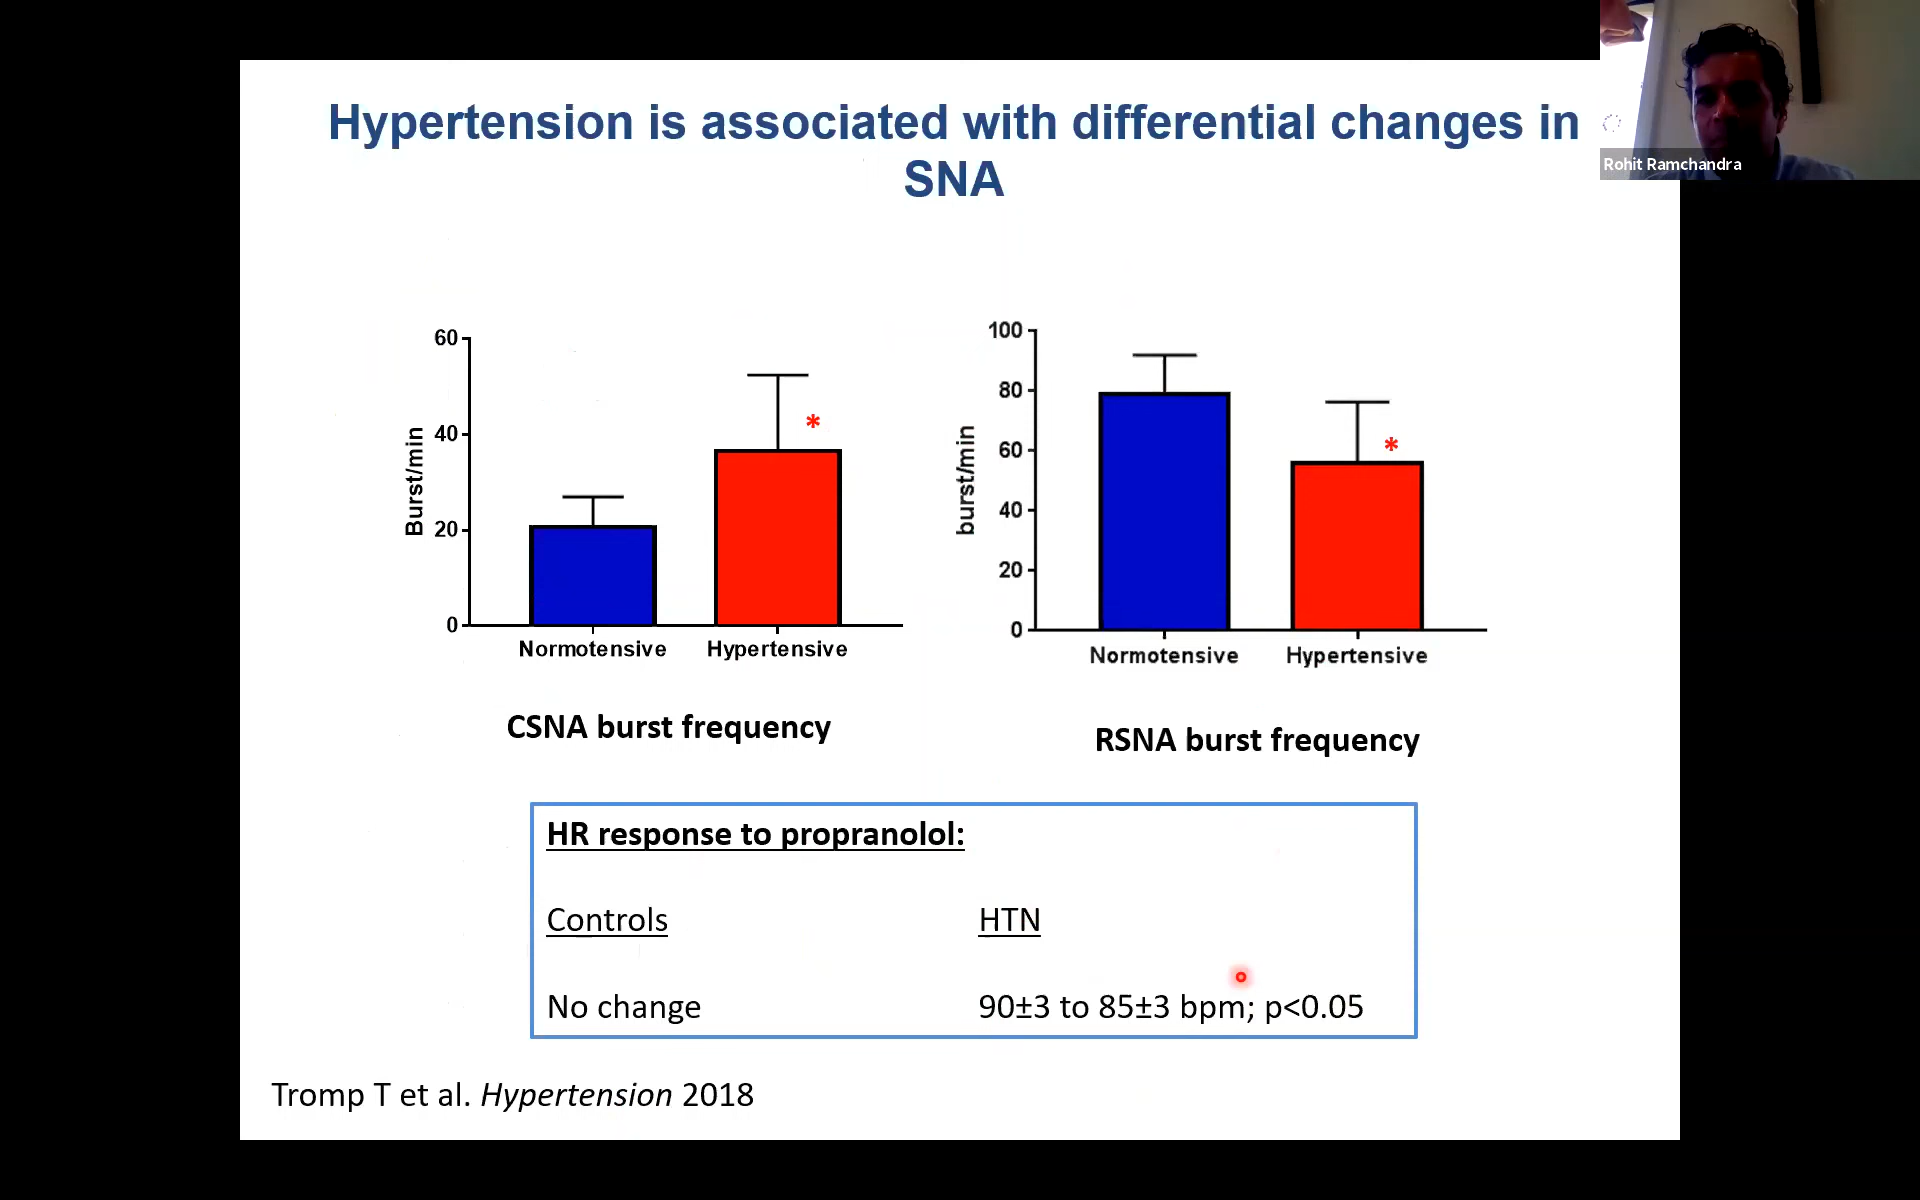 Hypertension is associated with differential changes in
SNA
Rohit Ramchandra
60
40
20
0
Burst/min
*
Normotensive
Hypertensive
CSNA burst frequency
100
80
60
40
20
0
burst/min
*
Normotensive
Hypertensive
RSNA burst frequency
HR response to propranolol:
Controls
HTN
No change
90±3 to 85±3 bpm; p<0.05
Tromp T et al. Hypertension 2018